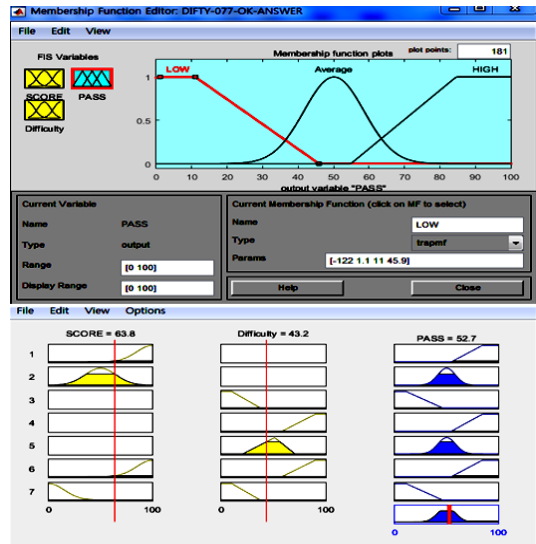 Membership Function Editor: DIFTY-077-OK-ANSWER
File Edit View
FIS Variables
SCORE PASS
Difficulty
Membership function plots plot points: 181
LOW Average HIGH
1
0.5
0
0 10 20 30 40 50 60 70 80 90 100
output variable "PASS"
Current Variable
Name PASS
Type output
Range [0 100]
Display Range [0 100]
Current Membership Function (click on MF to select)
Name LOW
Type trapmf
Params [-122 1.1 11 45.9]
Help Close
File Edit View Options
SCORE = 63.8 Difficulty = 43.2 PASS = 52.7
1
2
3
4
5
6
7
0 100 0 100
0 100